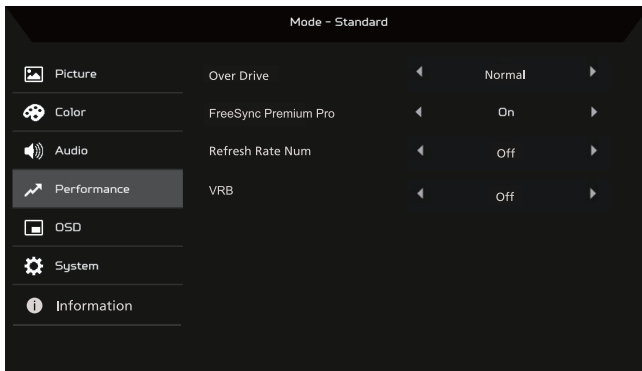 Mode - Standard
Picture
Over Drive Normal
Color
FreeSync Premium Pro On
Audio
Refresh Rate Num Off
Performance
VRB Off
OSD
System
Information